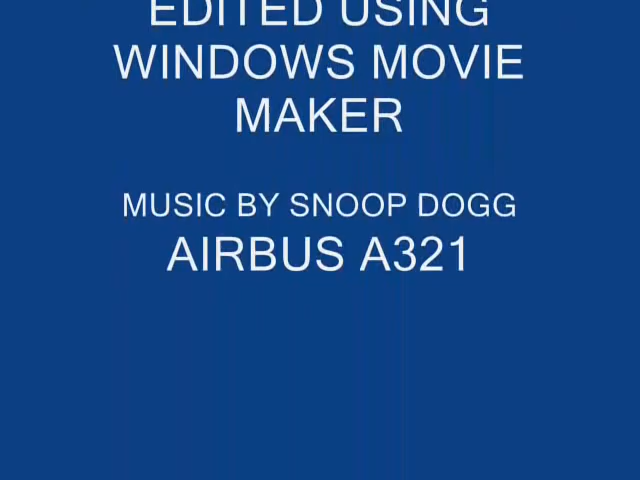 EDITED USING
WINDOWS MOVIE
MAKER
MUSIC BY SNOOP DOGG
AIRBUS A321